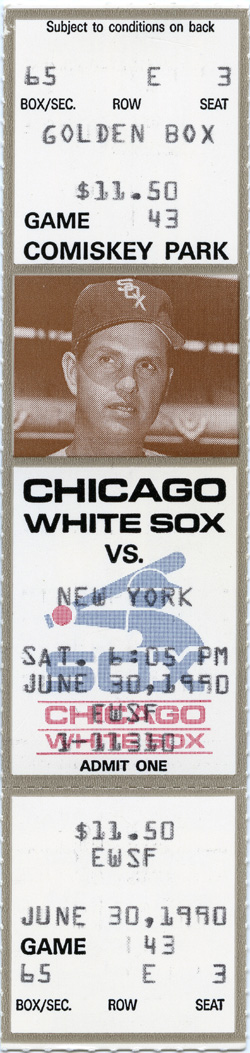 Subject to conditions on back
65 E 3
BOX/SEC. ROW SEAT
GOLDEN BOX
$11.50
GAME 43
COMISKEY PARK
SOX
CHICAGO
WHITE SOX
VS.
NEW YORK
SAT. 6:05 PM
SOX
JUNE 30,1990
CHICAGO
EWSF
WHITE SOX
ADMIT ONE
$11.50
EWSF
JUNE 30,1990
GAME 43
65 E 3
BOX/SEC. ROW SEAT